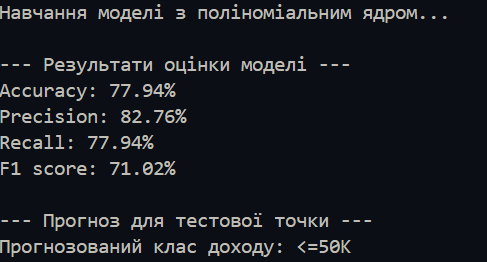 Навчання моделі з поліноміальним ядром...
--- Результати оцінки моделі ---
Accuracy: 77.94%
Precision: 82.76%
Recall: 77.94%
F1 score: 71.02%
--- Прогноз для тестової точки ---
Прогнозований клас доходу: <=50K